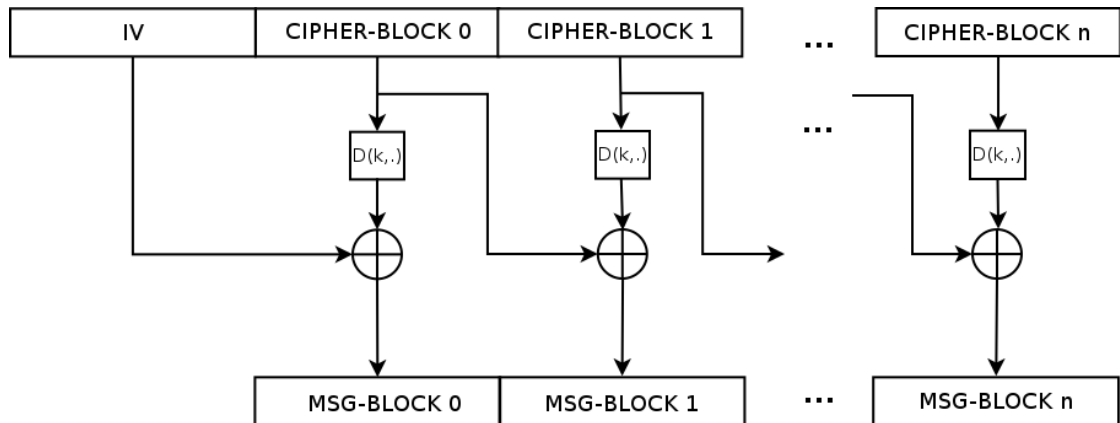 IV CIPHER-BLOCK 0 CIPHER-BLOCK 1 ... CIPHER-BLOCK n
...
D(k,.) D(k,.) D(k,.)
MSG-BLOCK 0 MSG-BLOCK 1 ... MSG-BLOCK n